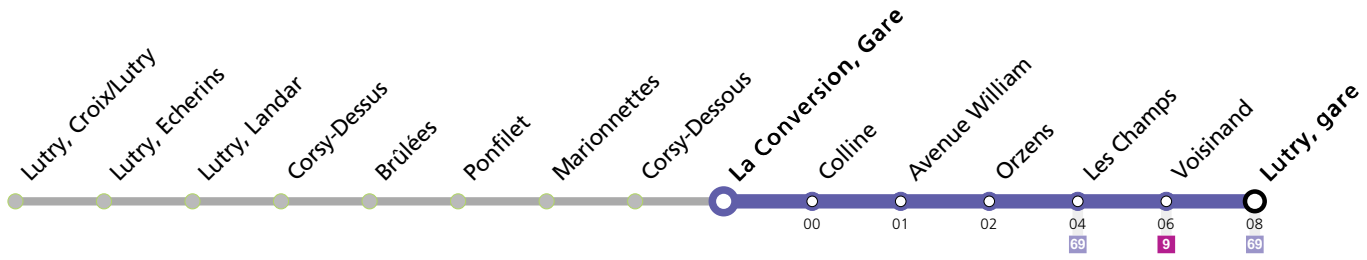 Lutry, Croix/Lutry
Lutry, Echerins
Lutry, Landar
Corsy-Dessus
Brûlées
Ponfilet
Marionnettes
Corsy-Dessous
La Conversion, Gare
Colline
Avenue William
Orzens
Les Champs
Voisinand
Lutry, gare
00 01 02 04 06 08
69 9 69